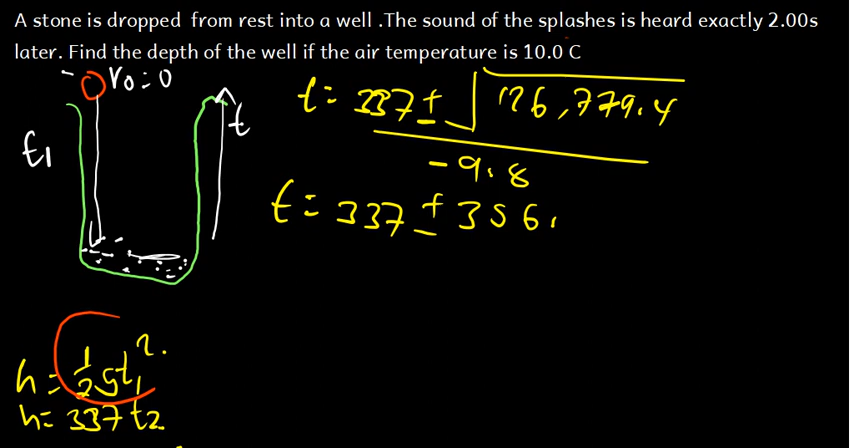 A stone is dropped from rest into a well .The sound of the splashes is heard exactly 2.00s
later. Find the depth of the well if the air temperature is 10.0 C
V0=0
t1
t
t= 337 ± √126,779.4
-9.8
t= 337 ± 356.
h= 1/2 gt1².
h= 337 t2